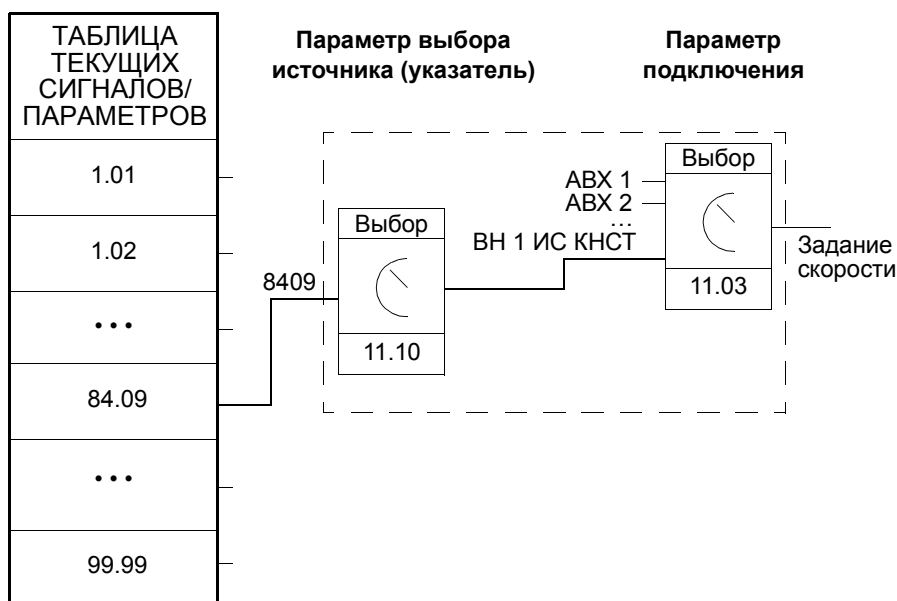 ТАБЛИЦА
ТЕКУЩИХ
СИГНАЛОВ/
ПАРАМЕТРОВ
1.01
1.02
•••
84.09
•••
99.99
Параметр выбора
источника (указатель)
Параметр
подключения
8409
Выбор
11.10
АВХ 1
АВХ 2
...
ВН 1 ИС КНСТ
Выбор
11.03
Задание
скорости